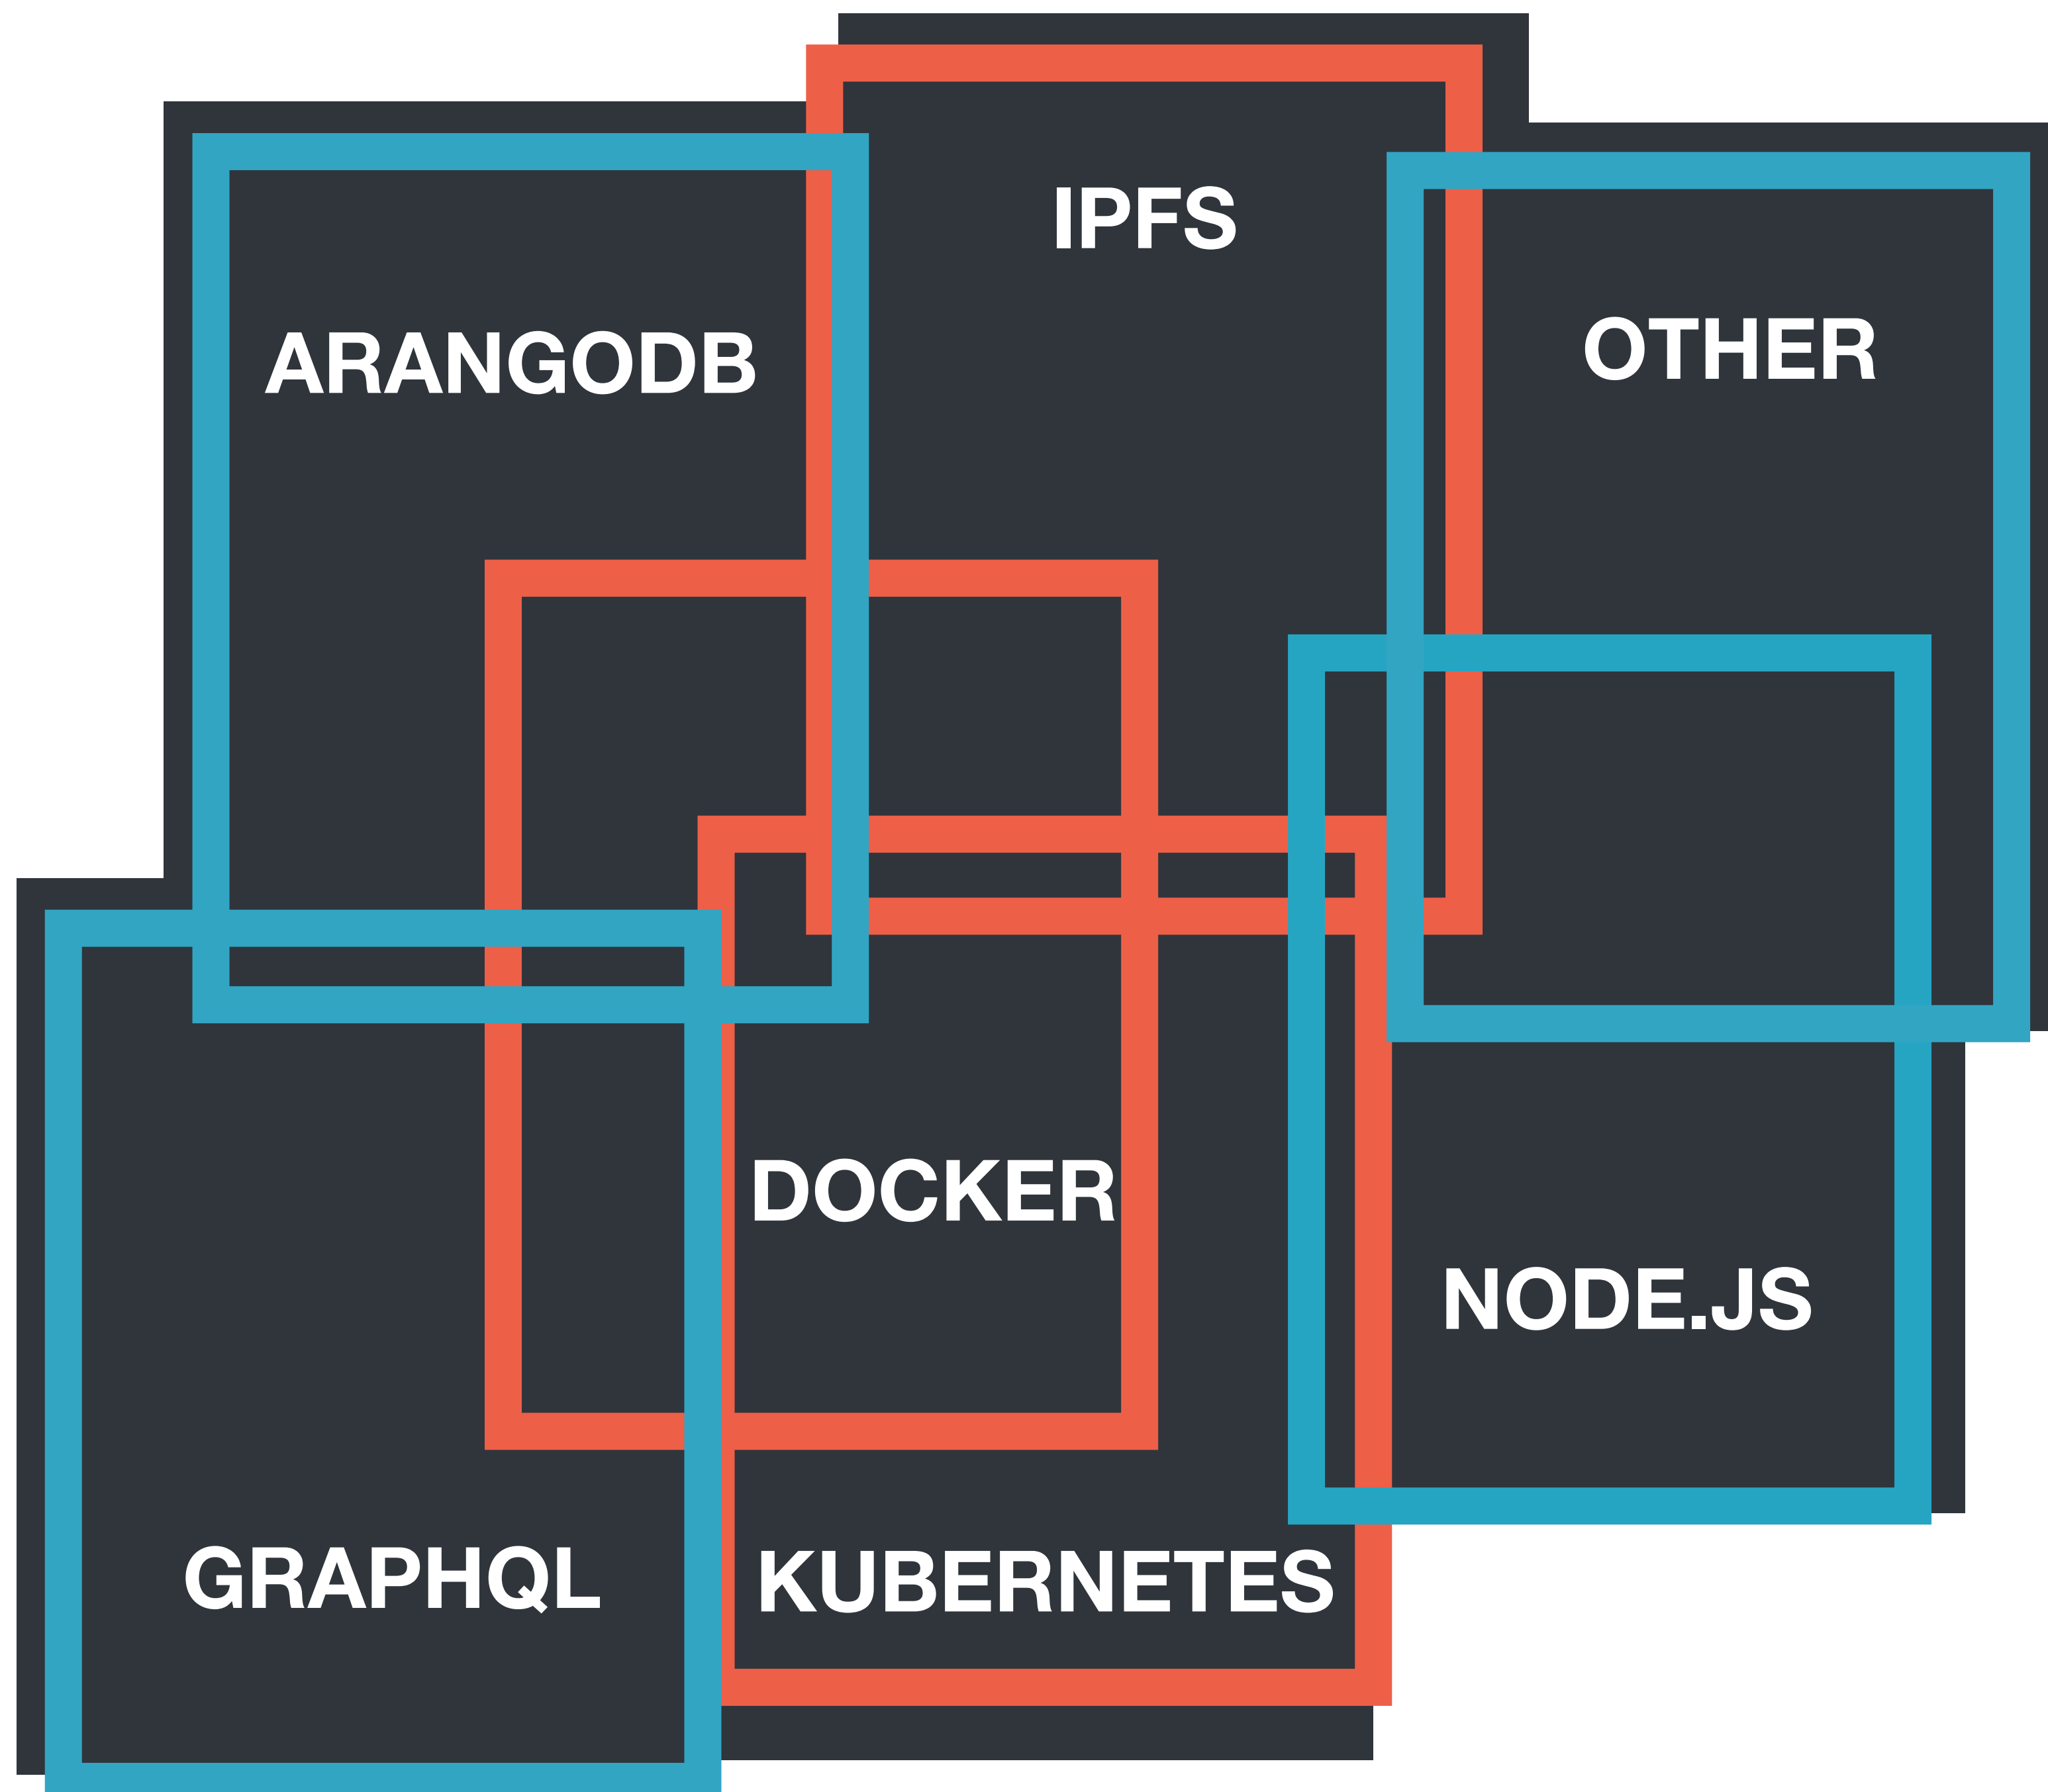 IPFS
ARANGODB
OTHER
DOCKER
NODE.JS
GRAPHQL
KUBERNETES